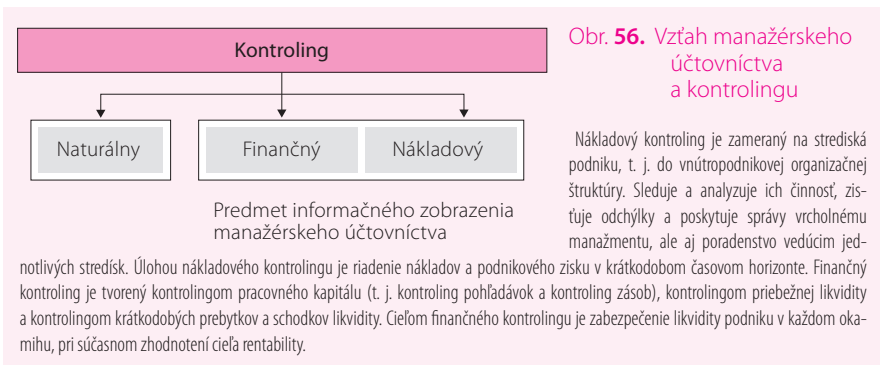 Kontroling
Naturálny
Finančný
Nákladový
Predmet informačného zobrazenia
manažérskeho účtovníctva
Obr. 56. Vzťah manažérskeho
účtovníctva
a kontrolingu
Nákladový kontroling je zameraný na strediská
podniku, t. j. do vnútropodnikovej organizačnej
štruktúry. Sleduje a analyzuje ich činnosť, zis-
ťuje odchýlky a poskytuje správy vrcholnému
manažmentu, ale aj poradenstvo vedúcim jed-
notlivých stredísk. Úlohou nákladového kontrolingu je riadenie nákladov a podnikového zisku v krátkodobom časovom horizonte. Finančný
kontroling je tvorený kontrolingom pracovného kapitálu (t. j. kontroling pohľadávok a kontroling zásob), kontrolingom priebežnej likvidity
a kontrolingom krátkodobých prebytkov a schodkov likvidity. Cieľom finančného kontrolingu je zabezpečenie likvidity podniku v každom oka-
mihu, pri súčasnom zhodnotení cieľa rentability.